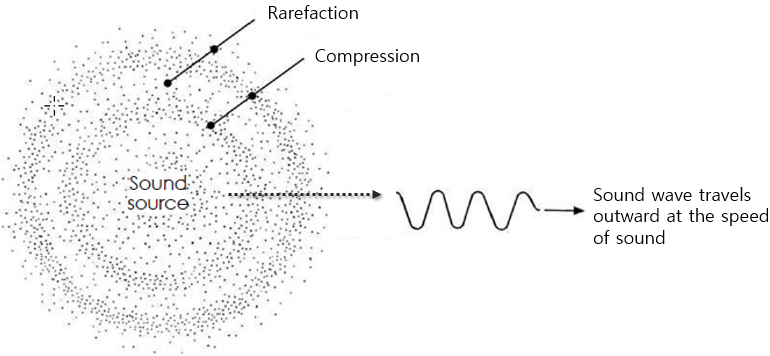 Rarefaction
Compression
Sound
source
Sound wave travels
outward at the speed
of sound